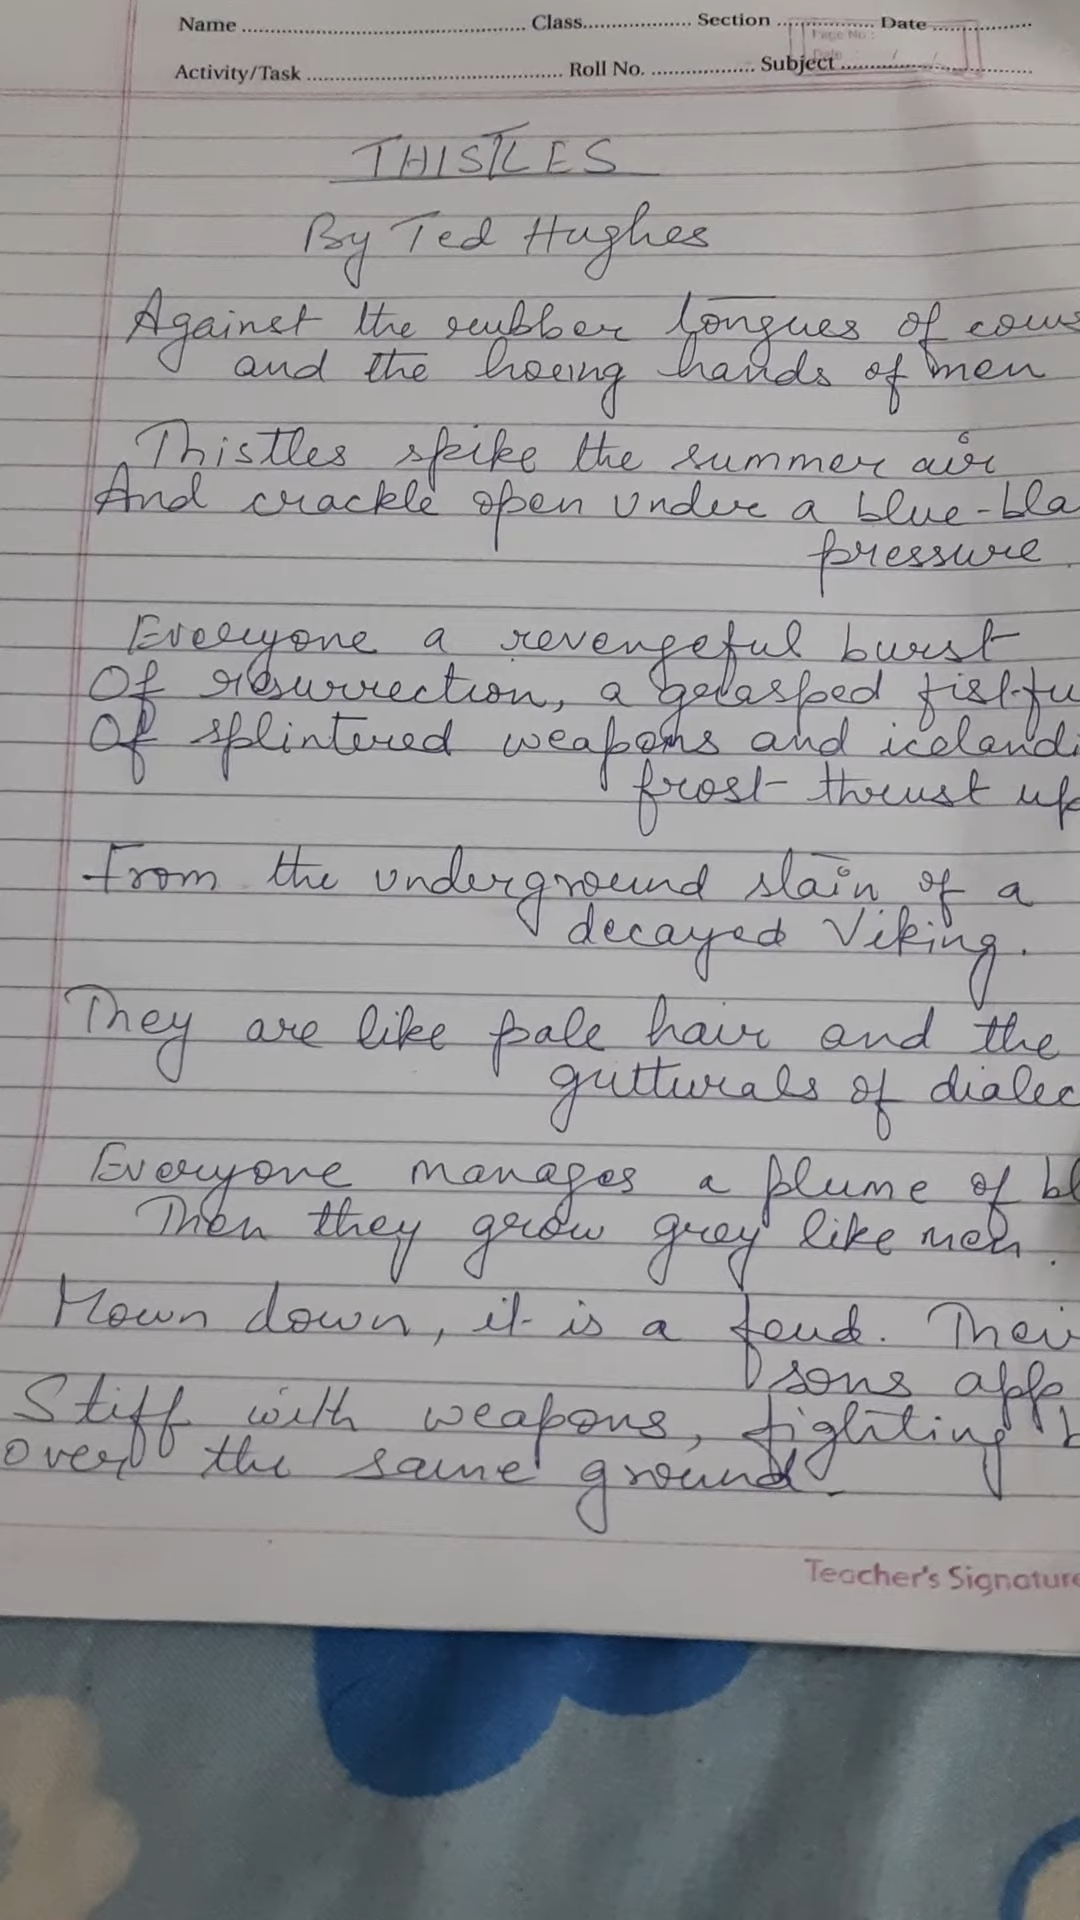 Name ........ Class........ Section ........ Date ........
Page No :
Date
Activity/Task ........ Roll No. ........ Subject ........
THISTLES
By Ted Hughes
Against the rubber tongues of cows
and the hoeing hands of men
Thistles spike the summer air
And crackle open under a blue-bla
pressure.
Everyone a revengeful burst
Of resurrection, a grasped fistfu
Of splintered weapons and icelandi
frost thrust up
From the underground stain of a
decayed Viking.
They are like pale hair and the
gutturals of dialec
Everyone manages a plume of bl
Then they grow grey like men.
Mown down, it is a feud. Their
sons app
Stiff with weapons, fighting b
over the same ground.
Teacher's Signature